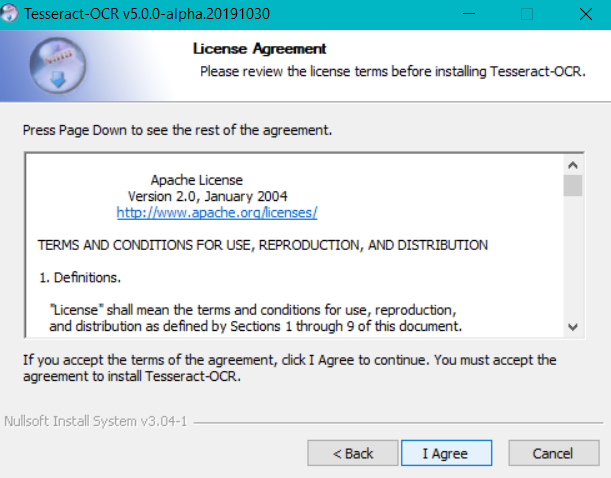 Tesseract-OCR v5.0.0-alpha.20191030
License Agreement
Please review the license terms before installing Tesseract-OCR.
Press Page Down to see the rest of the agreement.
Apache License
Version 2.0, January 2004
http://www.apache.org/licenses/
TERMS AND CONDITIONS FOR USE, REPRODUCTION, AND DISTRIBUTION
1. Definitions.
"License" shall mean the terms and conditions for use, reproduction,
and distribution as defined by Sections 1 through 9 of this document.
If you accept the terms of the agreement, click I Agree to continue. You must accept the
agreement to install Tesseract-OCR.
Nullsoft Install System v3.04-1
< Back I Agree Cancel